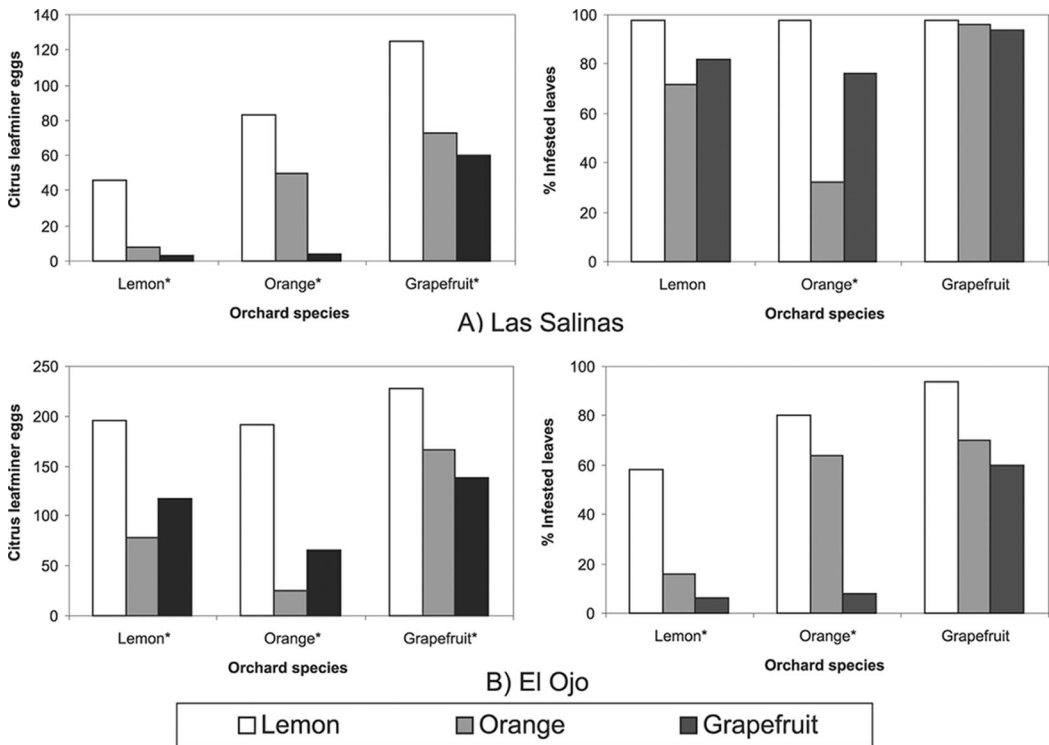 Citrus leafminer eggs
140
120
100
80
60
40
20
0
Lemon* Orange* Grapefruit*
Orchard species
% Infested leaves
100
80
60
40
20
0
Lemon Orange* Grapefruit
Orchard species
A) Las Salinas
Citrus leafminer eggs
250
200
150
100
50
0
Lemon* Orange* Grapefruit*
Orchard species
% Infested leaves
100
80
60
40
20
0
Lemon* Orange* Grapefruit
Orchard species
B) El Ojo
Lemon Orange Grapefruit